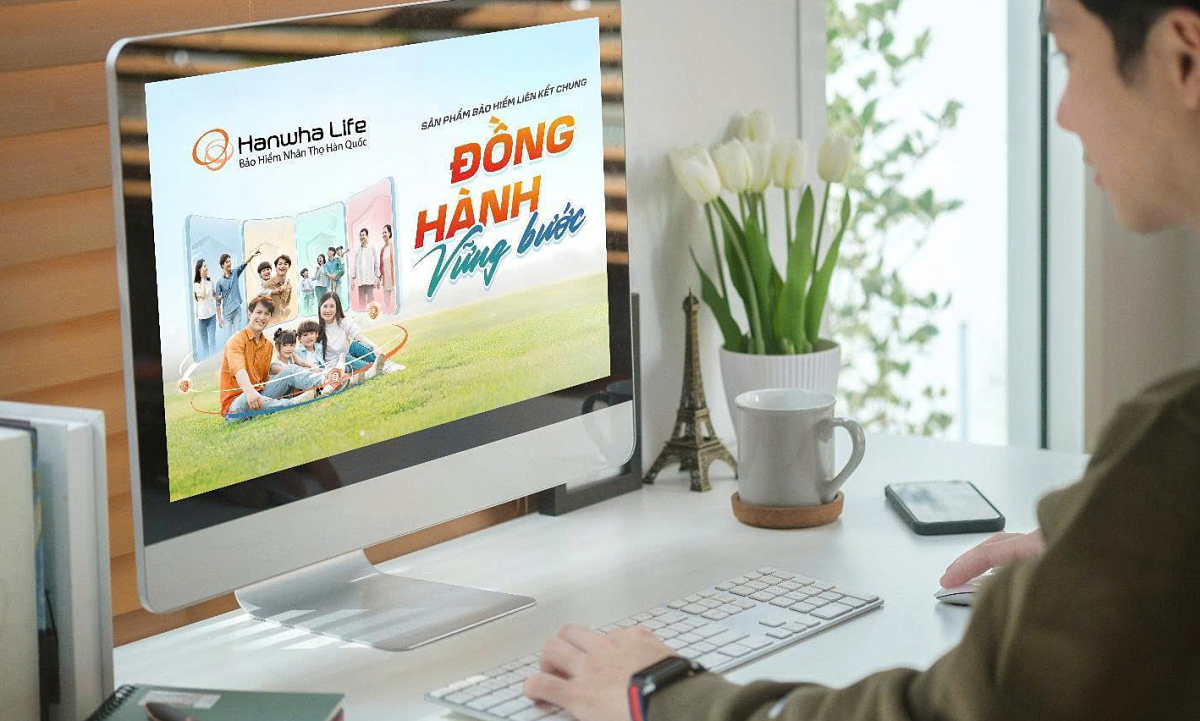 Hanwha Life
Bảo Hiểm Nhân Thọ Hàn Quốc
SẢN PHẨM BẢO HIỂM LIÊN KẾT CHUNG
ĐỒNG
HÀNH
Vững bước